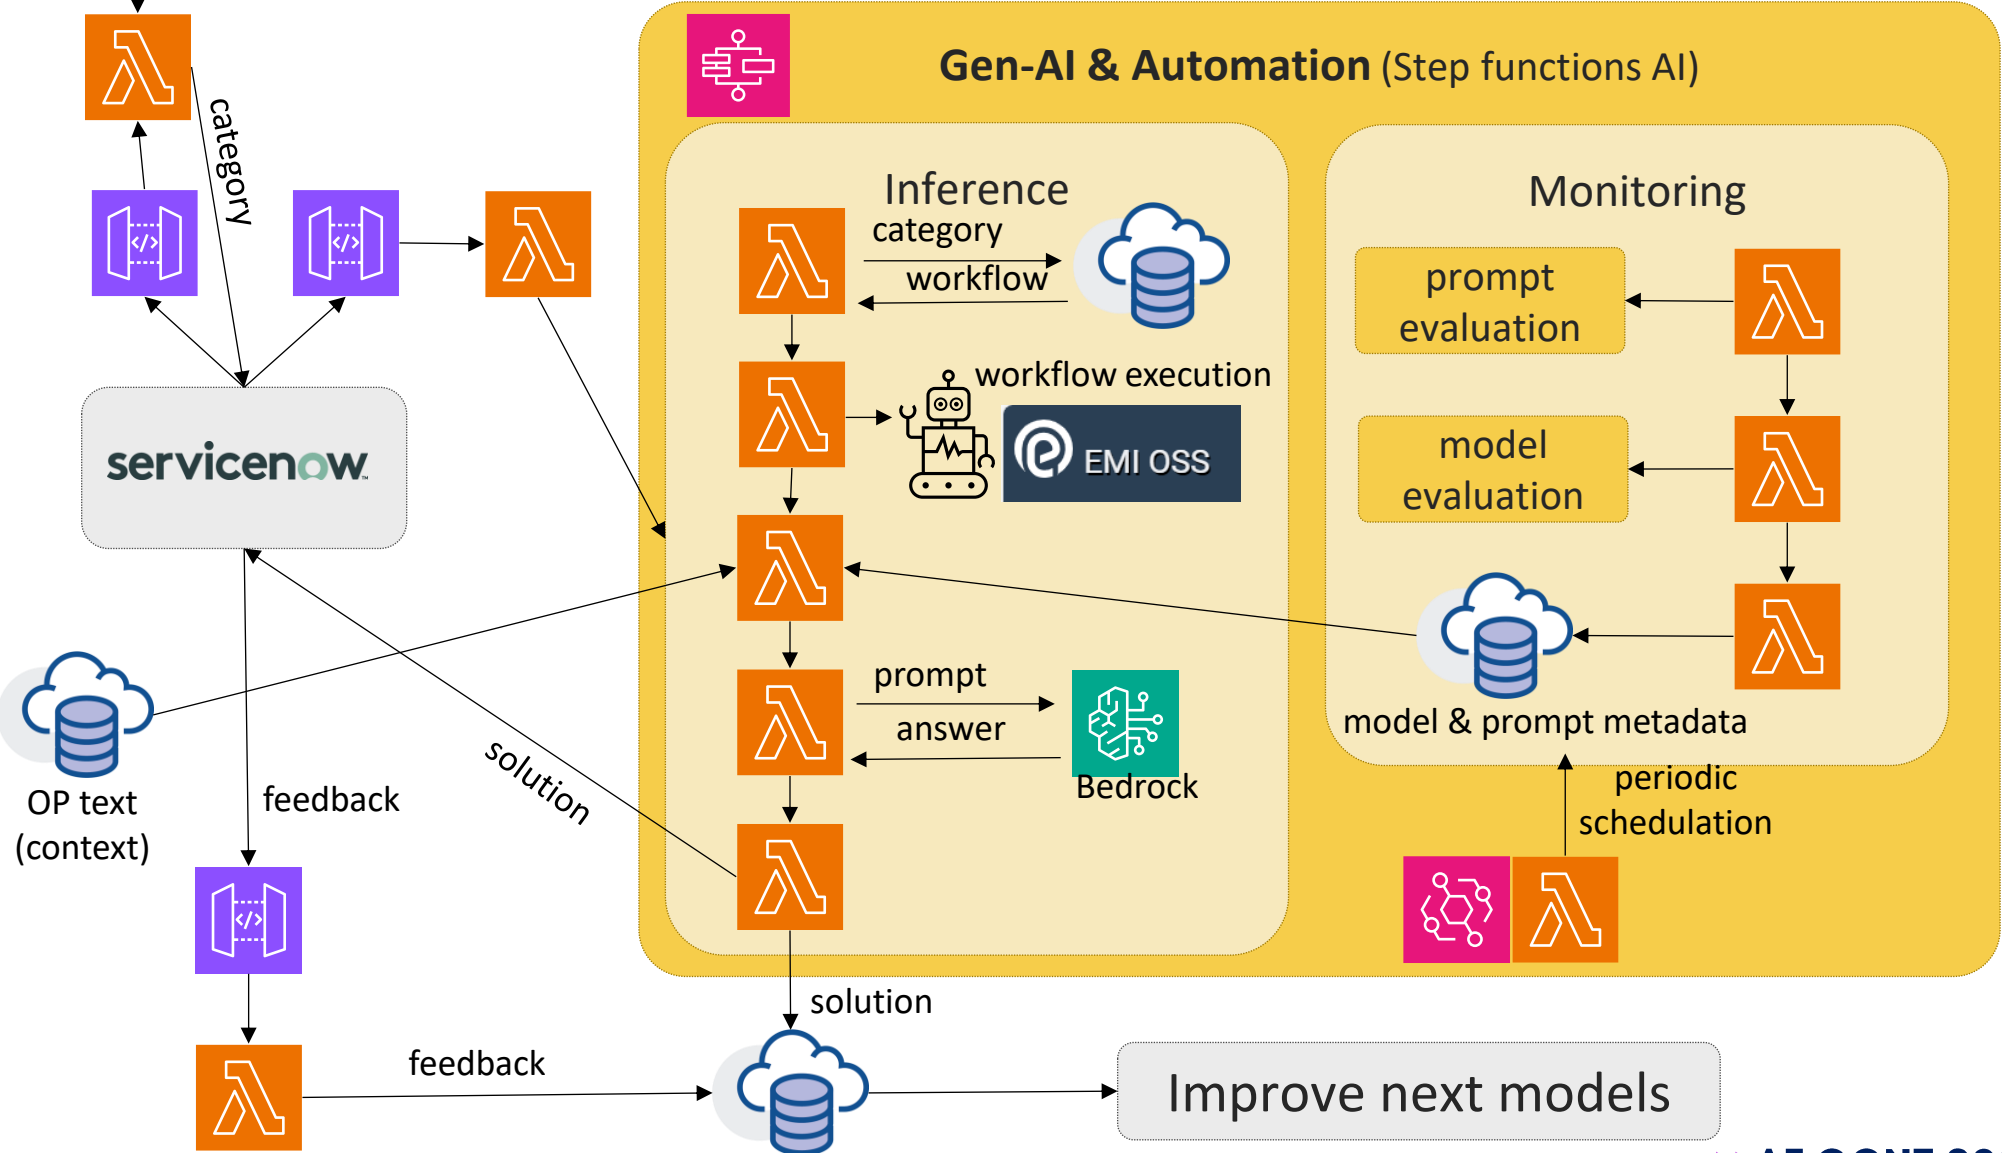 Gen-AI & Automation (Step functions AI)
category
Inference
category
workflow
Monitoring
prompt
evaluation
workflow execution
EMI OSS
model
evaluation
servicenow
prompt
answer
Bedrock
model & prompt metadata
periodic
schedulation
OP text
(context)
feedback
solution
solution
feedback
Improve next models